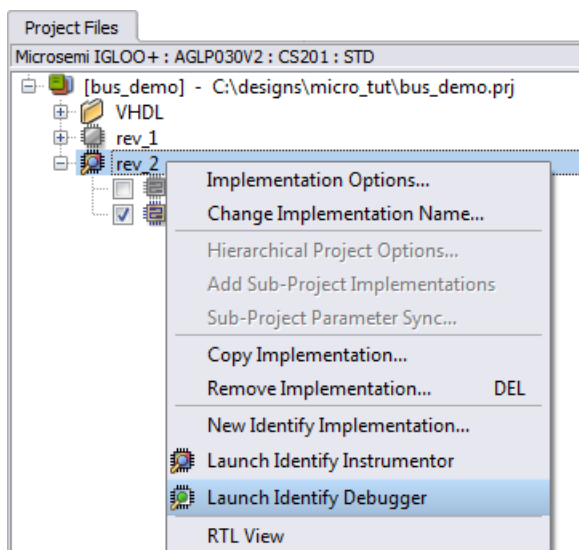 Project Files
Microsemi IGLOO+ : AGLP030V2 : CS201 : STD
[bus_demo] - C:\designs\micro_tut\bus_demo.prj
VHDL
rev_1
rev_2
Implementation Options...
Change Implementation Name...
Hierarchical Project Options...
Add Sub-Project Implementations
Sub-Project Parameter Sync...
Copy Implementation...
Remove Implementation... DEL
New Identify Implementation...
Launch Identify Instrumentor
Launch Identify Debugger
RTL View